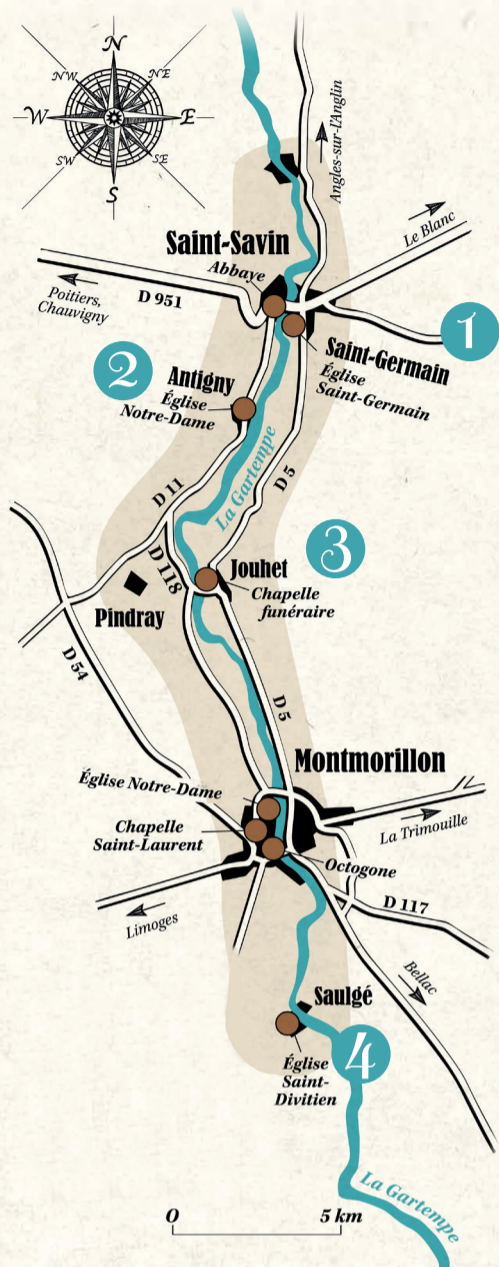 N
NW
NE
W
E
SW
SE
S
Angles-sur-l'Anglin
Saint-Savin
Abbaye
Le Blanc
Poitiers,
Chauvigny
D 951
1
Saint-Germain
Église
Saint-Germain
2
Antigny
Église
Notre-Dame
La Gartempe
D 5
D 11
3
D 118
Jouhet
Chapelle
funéraire
Pindray
D 54
D 5
Montmorillon
Église Notre-Dame
Chapelle
Saint-Laurent
La Trimouille
Octogone
D 117
Limoges
Bellac
Saulgé
4
Église
Saint-
Divitien
La Gartempe
0
5 km